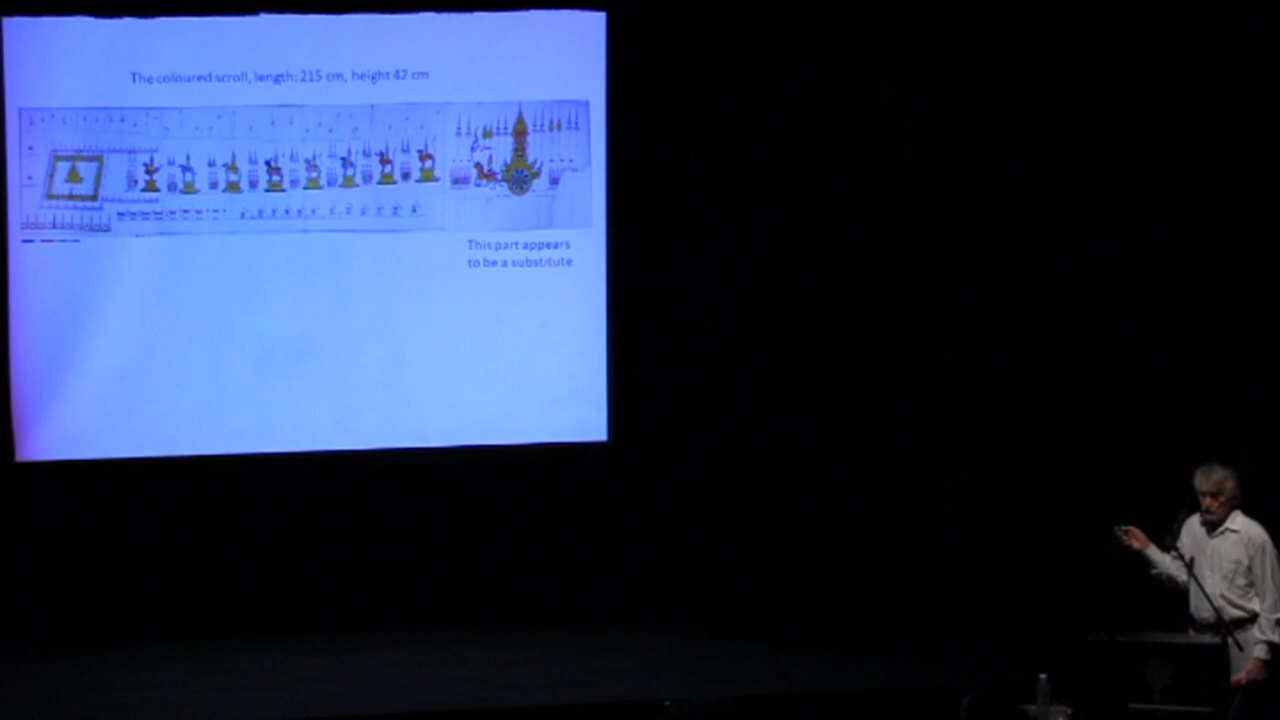 The coloured scroll, length: 215 cm, height 42 cm
This part appears
to be a substitute